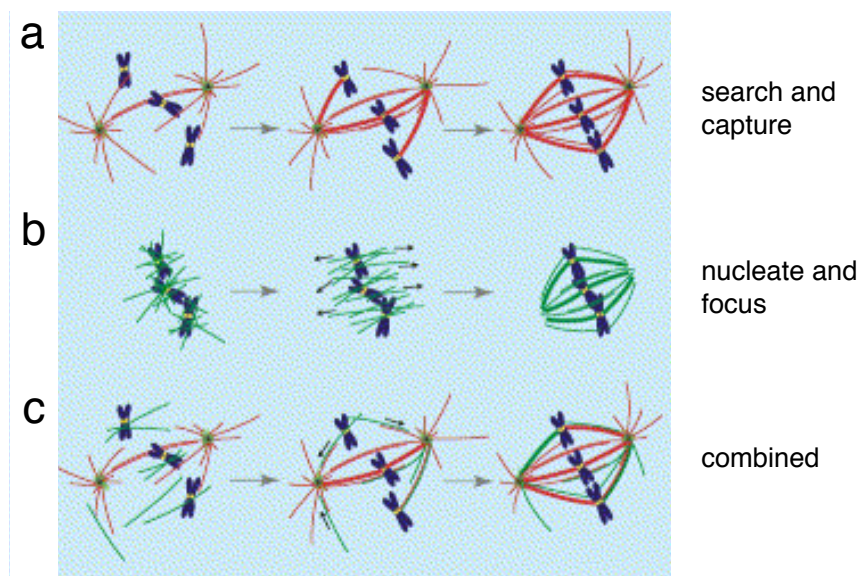 a
search and
capture
b
nucleate and
focus
c
combined